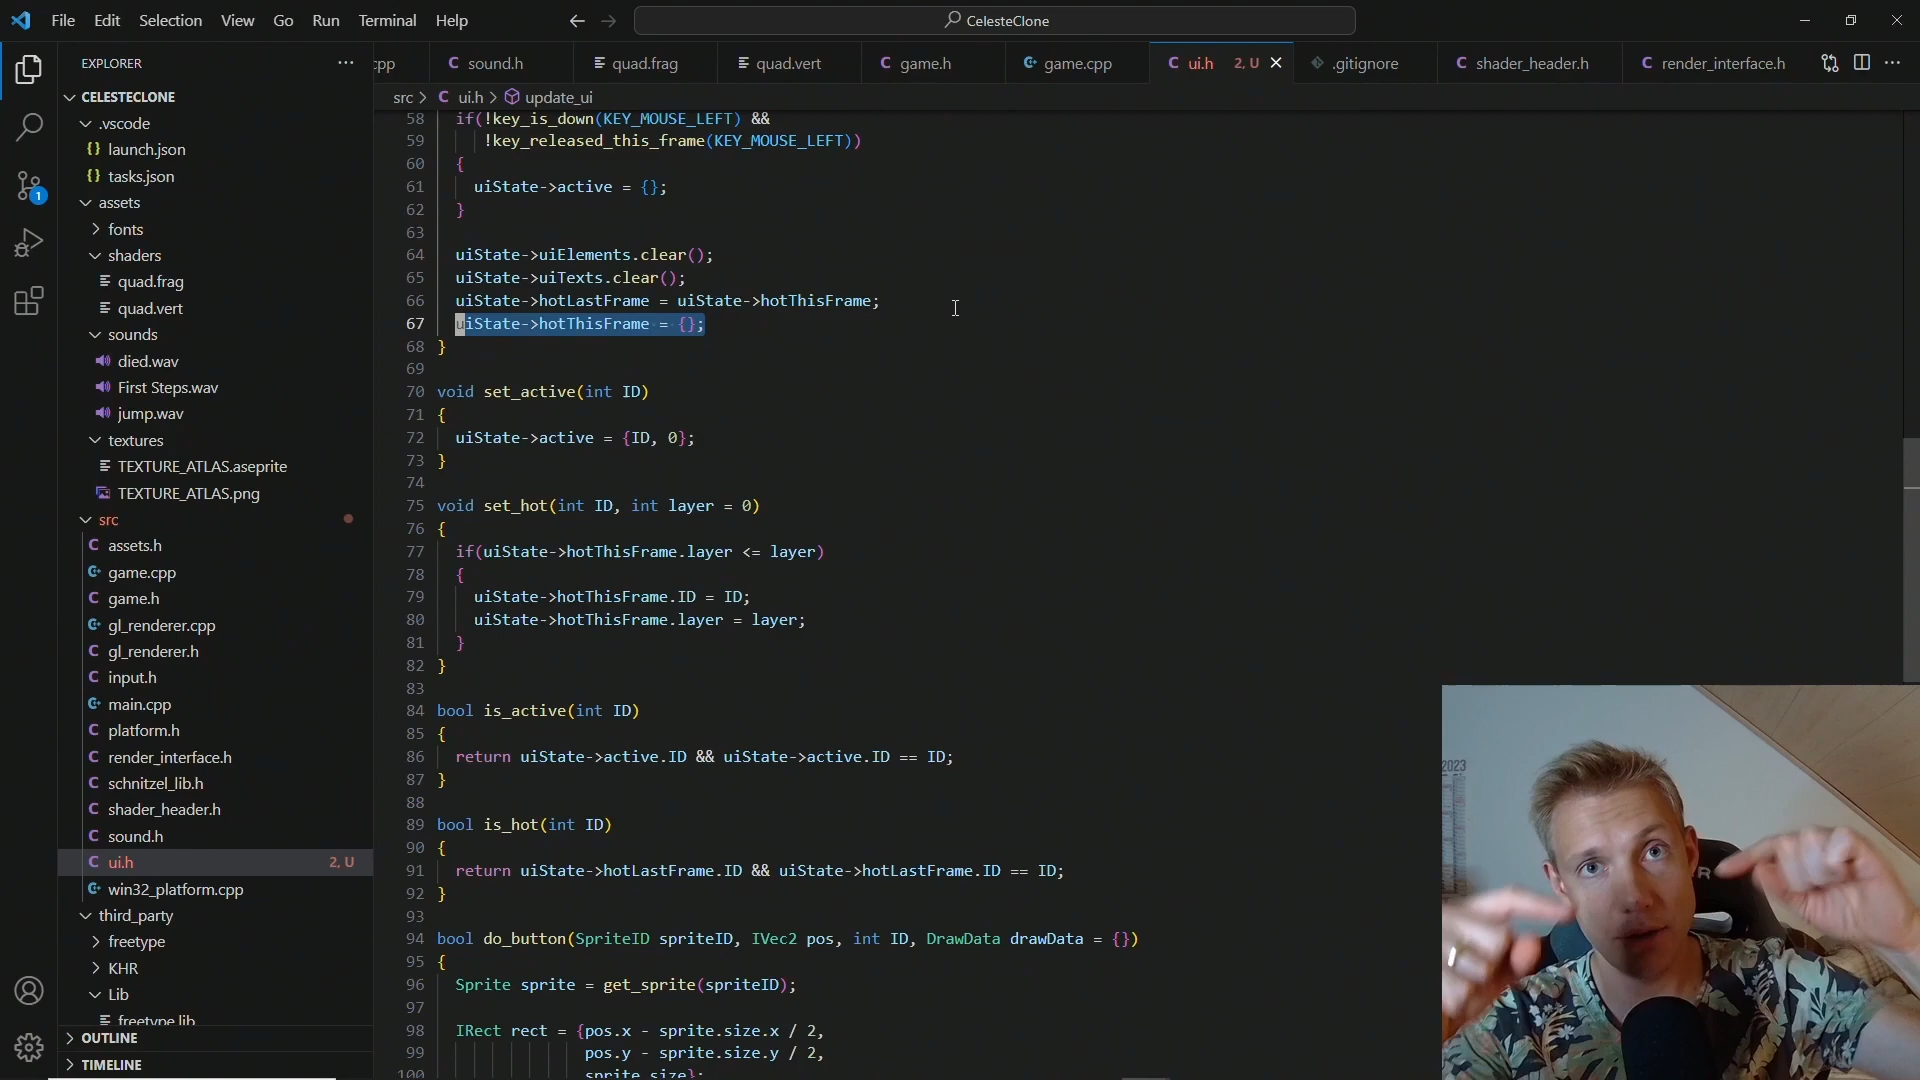 File Edit Selection View Go Run Terminal Help
CelesteClone
EXPLORER
cpp
sound.h
quad.frag
quad.vert
game.h
game.cpp
ui.h 2, U
.gitignore
shader_header.h
render_interface.h
src > ui.h > update_ui
CELESTECLONE
.vscode
launch.json
tasks.json
assets
fonts
shaders
quad.frag
quad.vert
sounds
died.wav
First Steps.wav
jump.wav
textures
TEXTURE_ATLAS.aseprite
TEXTURE_ATLAS.png
src
assets.h
game.cpp
game.h
gl_renderer.cpp
gl_renderer.h
input.h
main.cpp
platform.h
render_interface.h
schnitzel_lib.h
shader_header.h
sound.h
ui.h 2, U
win32_platform.cpp
third_party
freetype
KHR
Lib
freetype.lib
OUTLINE
TIMELINE
1
58 if(!key_is_down(KEY_MOUSE_LEFT) &&
59 !key_released_this_frame(KEY_MOUSE_LEFT))
60 {
61 uiState->active = {};
62 }
63
64 uiState->uiElements.clear();
65 uiState->uiTexts.clear();
66 uiState->hotLastFrame = uiState->hotThisFrame;
67 uiState->hotThisFrame = {};
68 }
69
70 void set_active(int ID)
71 {
72 uiState->active = {ID, 0};
73 }
74
75 void set_hot(int ID, int layer = 0)
76 {
77 if(uiState->hotThisFrame.layer <= layer)
78 {
79 uiState->hotThisFrame.ID = ID;
80 uiState->hotThisFrame.layer = layer;
81 }
82 }
83
84 bool is_active(int ID)
85 {
86 return uiState->active.ID && uiState->active.ID == ID;
87 }
88
89 bool is_hot(int ID)
90 {
91 return uiState->hotLastFrame.ID && uiState->hotLastFrame.ID == ID;
92 }
93
94 bool do_button(SpriteID spriteID, IVec2 pos, int ID, DrawData drawData = {})
95 {
96 Sprite sprite = get_sprite(spriteID);
97
98 IRect rect = {pos.x - sprite.size.x / 2,
99 pos.y - sprite.size.y / 2,
100 sprite.size};
2023